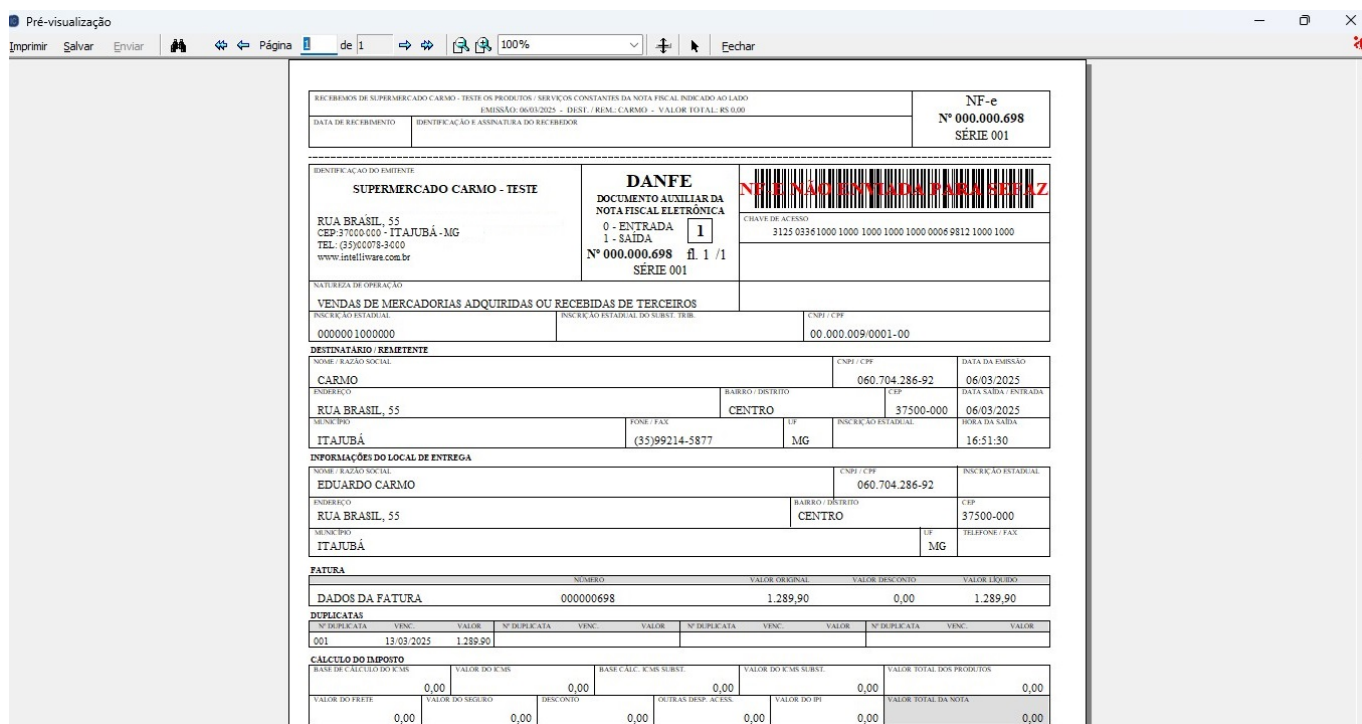 Pré-visualização
Imprimir Salvar Enviar Página 1 de 1 100% Fechar
RECEBEMOS DE SUPERMERCADO CARMO - TESTE OS PRODUTOS / SERVIÇOS CONSTANTES DA NOTA FISCAL INDICADO AO LADO
EMISSÃO: 06/03/2025 - DEST. / REM.: CARMO - VALOR TOTAL: R$ 0,00
DATA DE RECEBIMENTO IDENTIFICAÇÃO E ASSINATURA DO RECEBEDOR
NF-e
Nº 000.000.698
SÉRIE 001
IDENTIFICAÇÃO DO EMITENTE
SUPERMERCADO CARMO - TESTE
RUA BRASIL, 55
CEP:37000-000 - ITAJUBÁ - MG
TEL: (35)00078-3000
www.intelliware.com.br
DANFE
DOCUMENTO AUXILIAR DA
NOTA FISCAL ELETRÔNICA
0 - ENTRADA
1 - SAÍDA
1
Nº 000.000.698 fl. 1 /1
SÉRIE 001
NF E NÃO ENVIADA PARA SEFAZ
CHAVE DE ACESSO
3125 0336 1000 1000 1000 1000 1000 0006 9812 1000 1000
NATUREZA DE OPERAÇÃO
VENDAS DE MERCADORIAS ADQUIRIDAS OU RECEBIDAS DE TERCEIROS
INSCRIÇÃO ESTADUAL INSCRIÇÃO ESTADUAL DO SUBST. TRIB. CNPJ / CPF
0000001000000 00.000.009/0001-00
DESTINATÁRIO / REMETENTE
NOME / RAZÃO SOCIAL CNPJ / CPF DATA DA EMISSÃO
CARMO 060.704.286-92 06/03/2025
ENDEREÇO BAIRRO / DISTRITO CEP DATA SAÍDA / ENTRADA
RUA BRASIL, 55 CENTRO 37500-000 06/03/2025
MUNICÍPIO FONE / FAX UF INSCRIÇÃO ESTADUAL HORA DA SAÍDA
ITAJUBÁ (35)99214-5877 MG 16:51:30
INFORMAÇÕES DO LOCAL DE ENTREGA
NOME / RAZÃO SOCIAL CNPJ / CPF INSCRIÇÃO ESTADUAL
EDUARDO CARMO 060.704.286-92
ENDEREÇO BAIRRO / DISTRITO CEP
RUA BRASIL, 55 CENTRO 37500-000
MUNICÍPIO UF TELEFONE / FAX
ITAJUBÁ MG
FATURA
NÚMERO VALOR ORIGINAL VALOR DESCONTO VALOR LÍQUIDO
DADOS DA FATURA 000000698 1.289,90 0,00 1.289,90
DUPLICATAS
Nº DUPLICATA VENC. VALOR Nº DUPLICATA VENC. VALOR Nº DUPLICATA VENC. VALOR Nº DUPLICATA VENC. VALOR
001 13/03/2025 1.289,90
CÁLCULO DO IMPOSTO
BASE DE CÁLCULO DO ICMS VALOR DO ICMS BASE CÁLC. ICMS SUBST. VALOR DO ICMS SUBST. VALOR TOTAL DOS PRODUTOS
0,00 0,00 0,00 0,00 0,00
VALOR DO FRETE VALOR DO SEGURO DESCONTO OUTRAS DESP. ACESS. VALOR DO IPI VALOR TOTAL DA NOTA
0,00 0,00 0,00 0,00 0,00 0,00